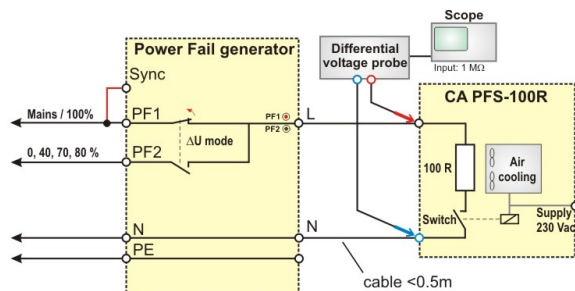 Scope
Power Fail generator
Differential
voltage probe
Input: 1 MΩ
Sync
CA PFS-100R
Mains / 100%
PF1
PF1
PF2
L
L
ΔU mode
0, 40, 70, 80 %
PF2
100 R
Air
cooling
Switch
Supply
230 Vac
N
N
N
PE
cable <0.5m